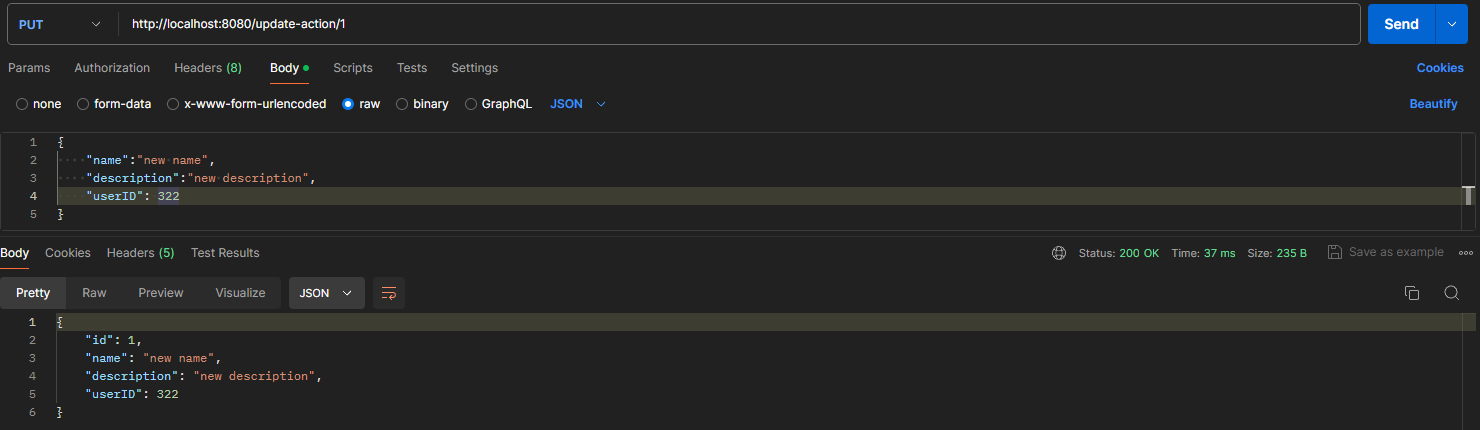 PUT http://localhost:8080/update-action/1 Send
Params Authorization Headers (8) Body Scripts Tests Settings Cookies
none form-data x-www-form-urlencoded raw binary GraphQL JSON Beautify
1 {
2 "name":"new name",
3 "description":"new description",
4 "userID": 322
5 }
Body Cookies Headers (5) Test Results Status: 200 OK Time: 37 ms Size: 235 B Save as example
Pretty Raw Preview Visualize JSON
1 {
2 "id": 1,
3 "name": "new name",
4 "description": "new description",
5 "userID": 322
6 }